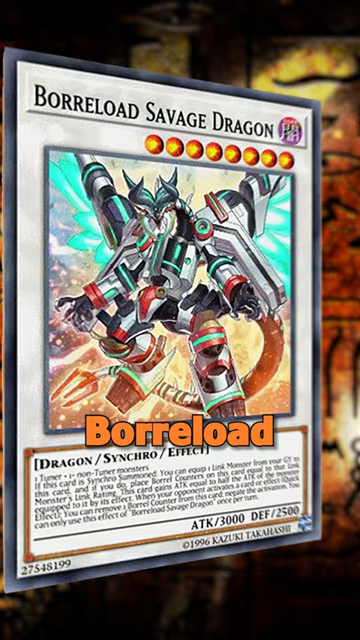 BORRELOAD SAVAGE DRAGON
Borreload
[DRAGON / SYNCHRO / EFFECT]
1 Tuner + 1+ non-Tuner monsters
If this card is Synchro Summoned: You can equip 1 Link Monster from your GY to
this card, and if you do, place Borrel Counters on this card equal to that Link
Monster's Link Rating. This card gains ATK equal to half the ATK of the monster
equipped to it by its effect. When your opponent activates a card or effect (Quick
Effect): You can remove 1 Borrel Counter from this card; negate the activation. You
can only use this effect of "Borreload Savage Dragon" once per turn.
ATK/3000 DEF/2500
27548199
©1996 KAZUKI TAKAHASHI